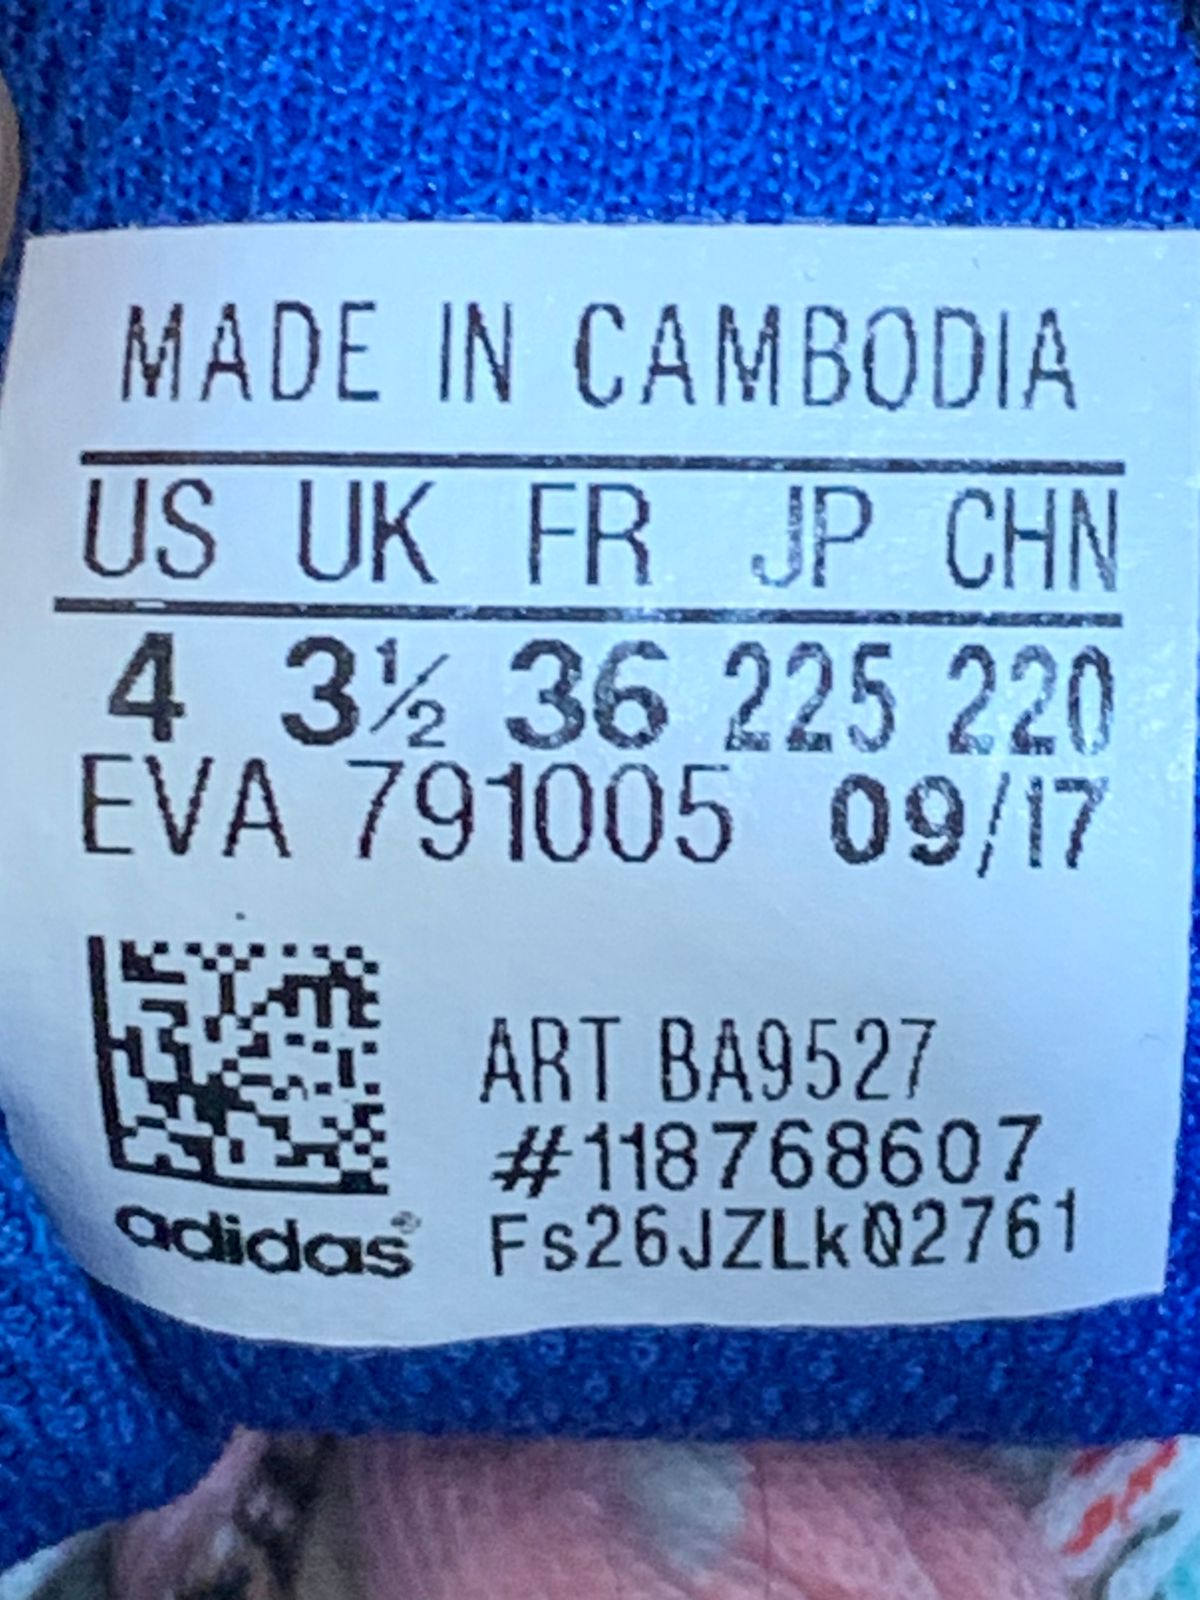 MADE IN CAMBODIA
US UK FR JP CHN
4 3½ 36 225 220
EVA 791005 09/17
ART BA9527
#118768607
adidas® Fs26JZLk02761